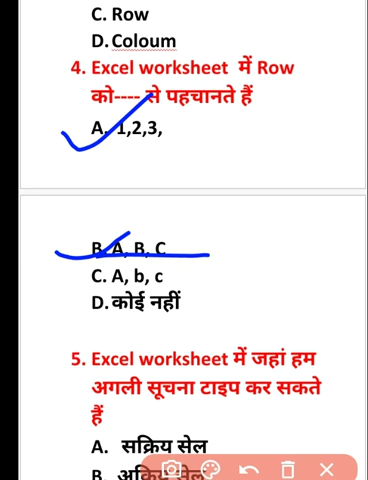 C. Row
D. Coloum
4. Excel worksheet में Row
को---- से पहचानते हैं
A. 1,2,3,
B. A, B, C
C. A, b, c
D. कोई नहीं
5. Excel worksheet में जहां हम
अगली सूचना टाइप कर सकते
हैं
A. सक्रिय सेल
B.